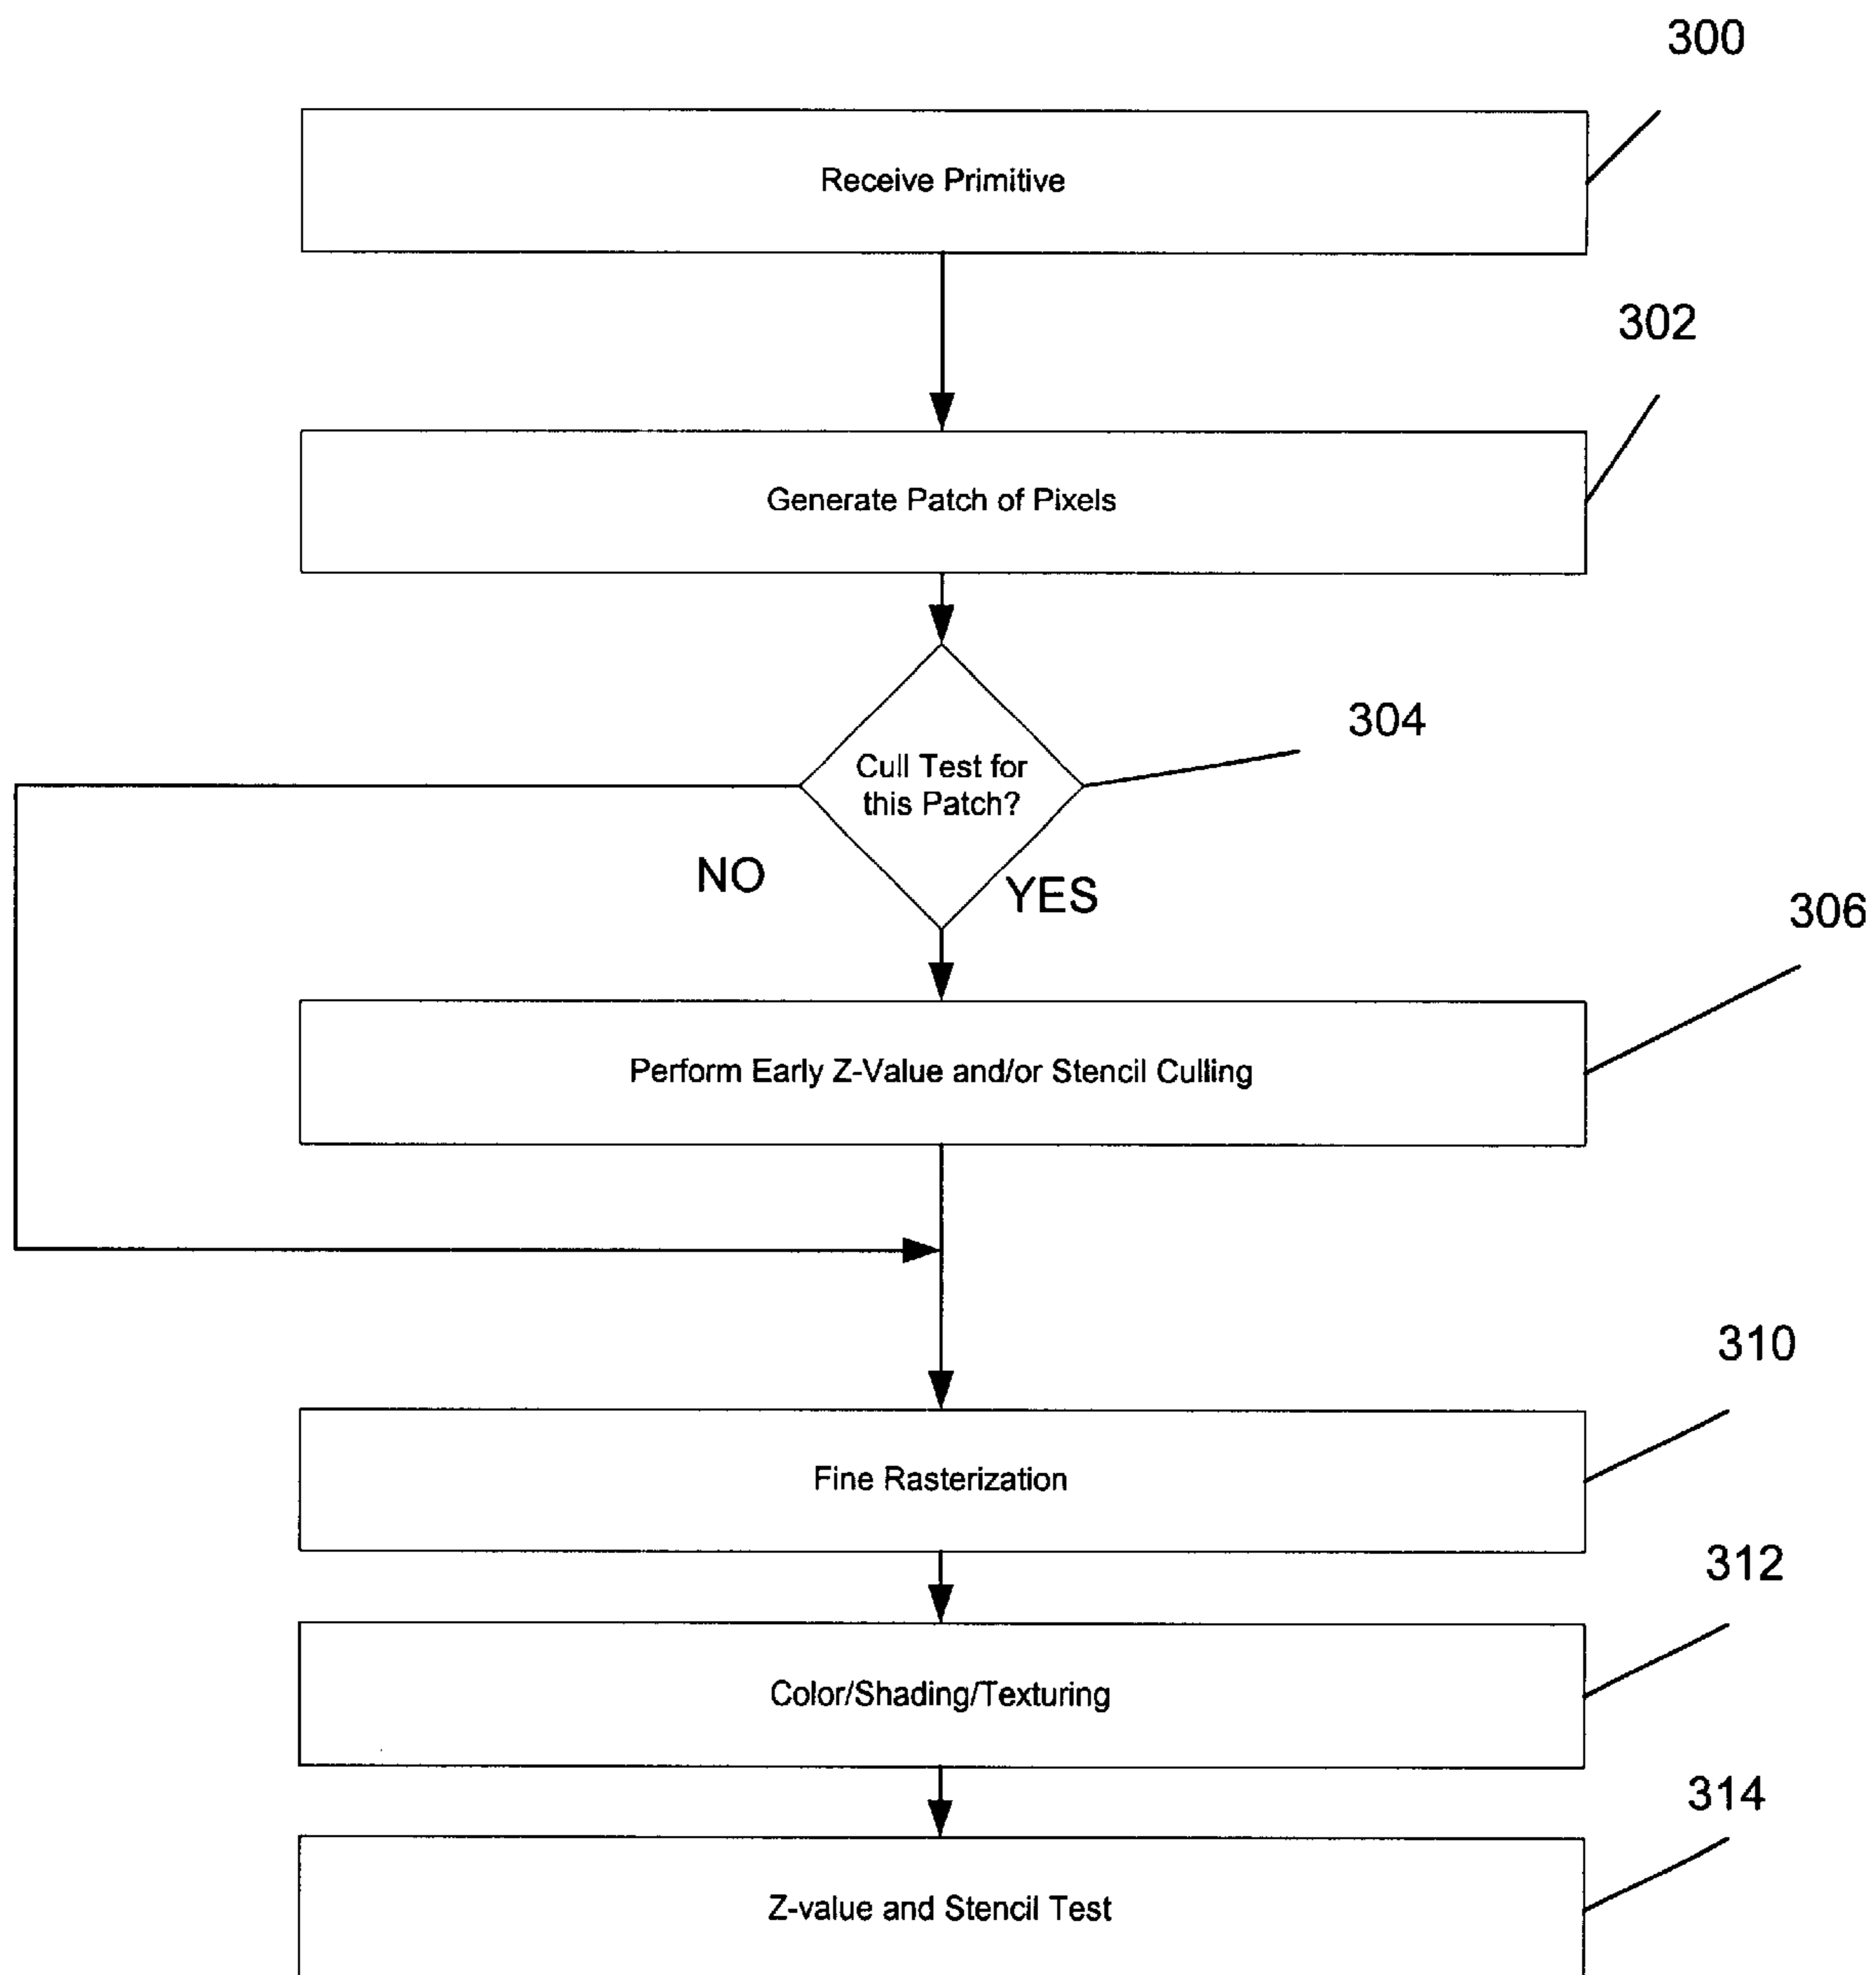 300
Receive Primitive
302
Generate Patch of Pixels
304
Cull Test for
this Patch?
NO
YES
306
Perform Early Z-Value and/or Stencil Culling
310
Fine Rasterization
312
Color/Shading/Texturing
314
Z-value and Stencil Test